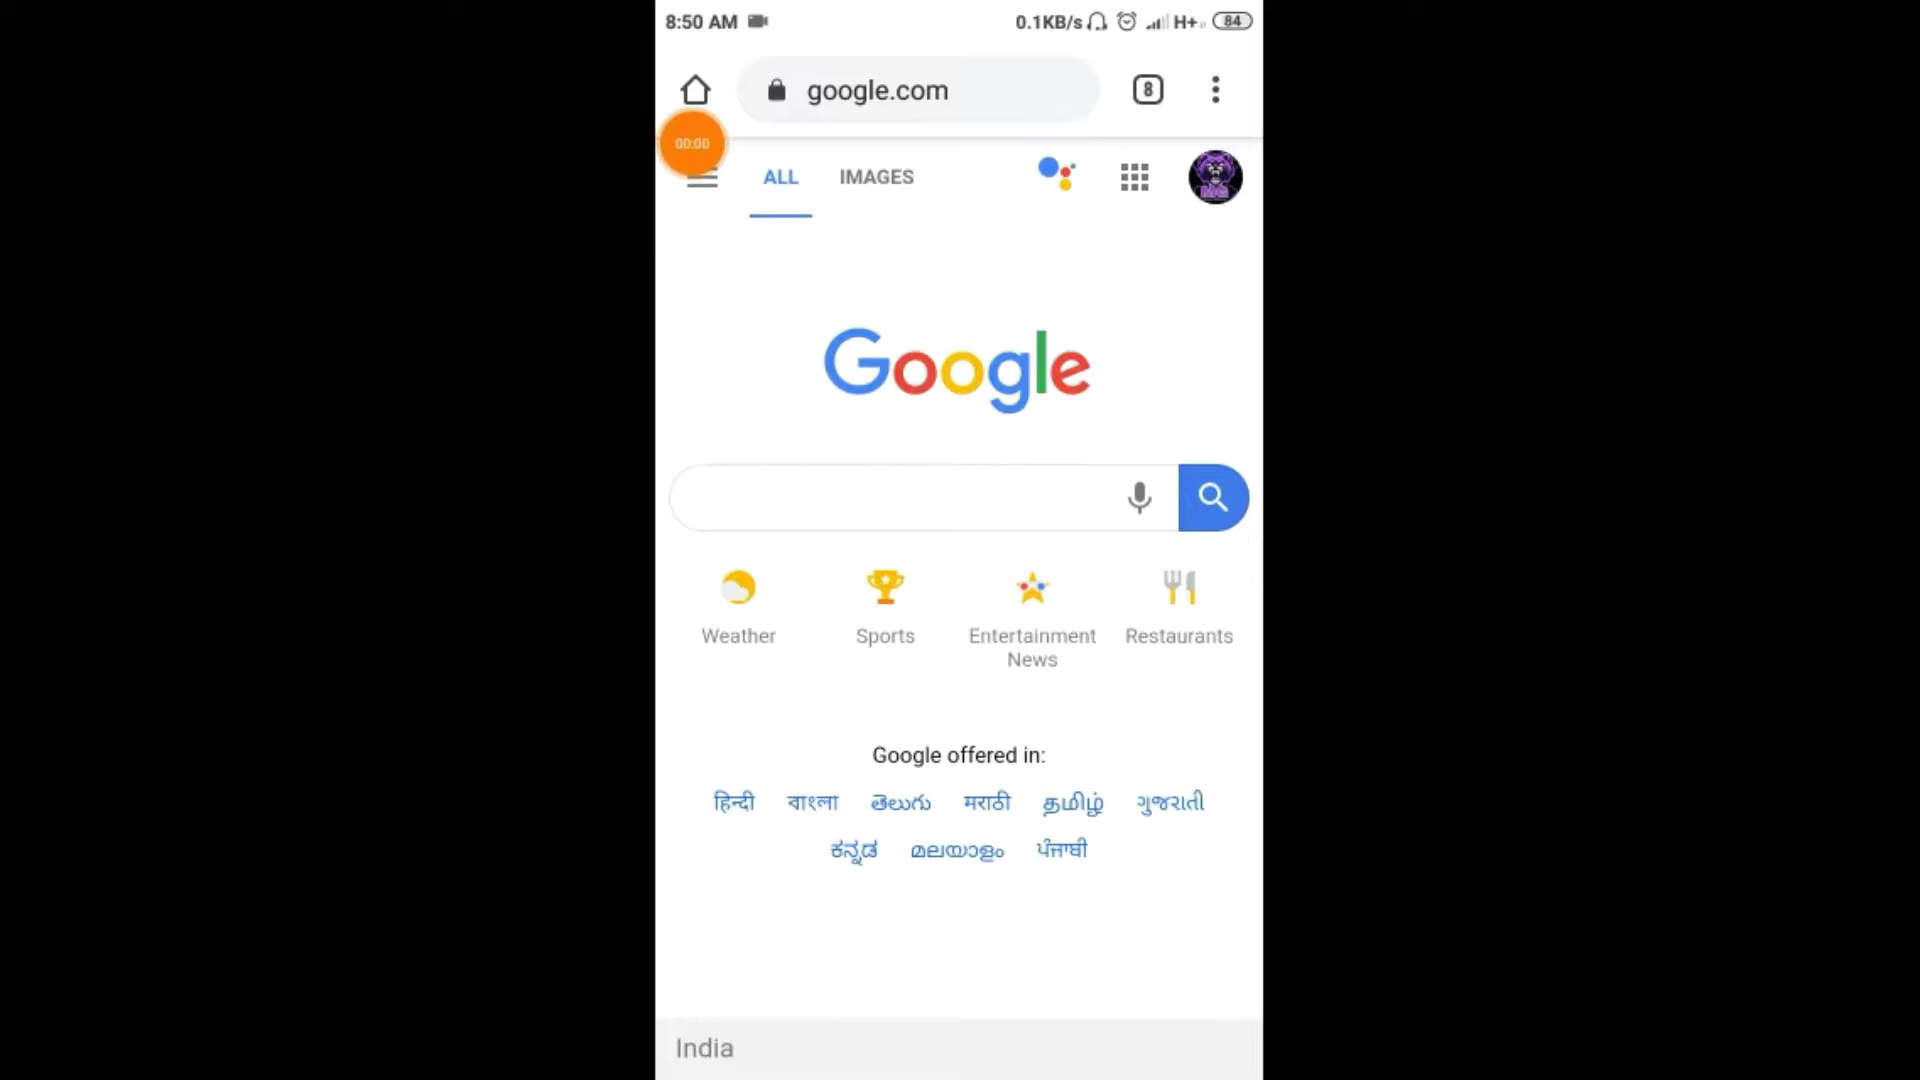 8:50 AM 0.1KB/s H+ 84
google.com 8
00:00
ALL IMAGES
Google
Weather Sports Entertainment News Restaurants
Google offered in:
हिन्दी বাংলা తెలుగు मराठी தமிழ் ગુજરાતી
ಕನ್ನಡ മലയാളം ਪੰਜਾਬੀ
India